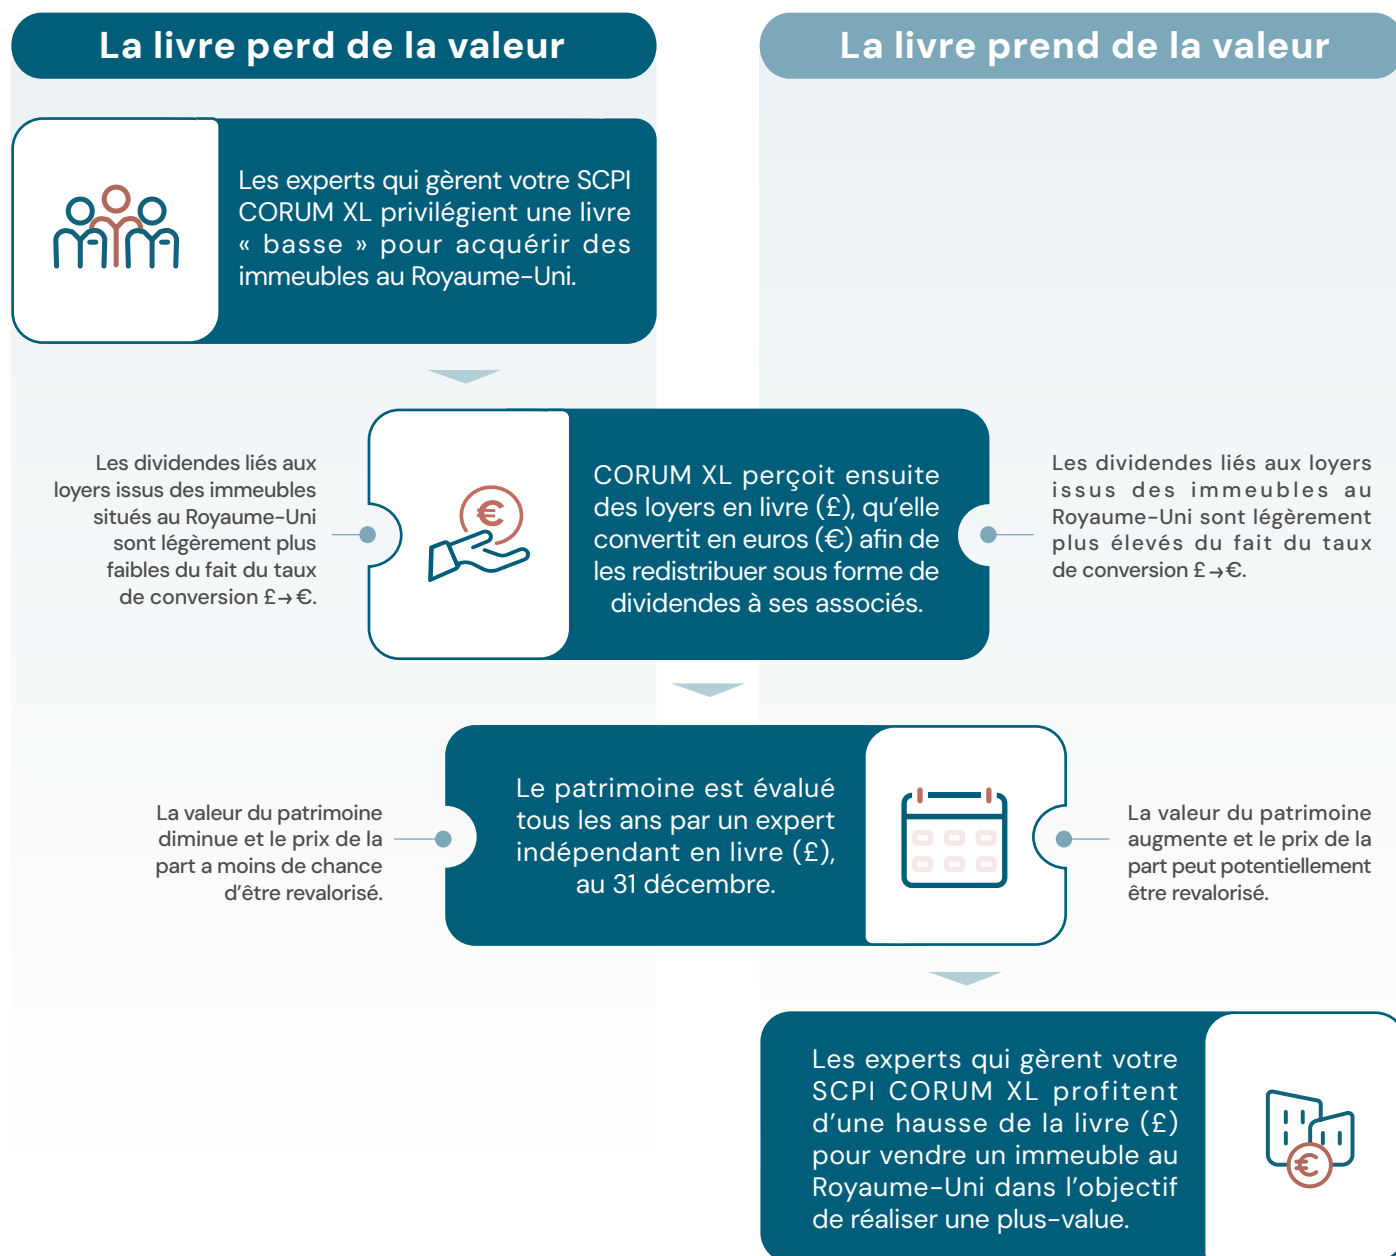 La livre perd de la valeur
La livre prend de la valeur
Les experts qui gèrent votre SCPI
CORUM XL privilégient une livre
« basse » pour acquérir des
immeubles au Royaume-Uni.
Les dividendes liés aux
loyers issus des immeubles
situés au Royaume-Uni
sont légèrement plus
faibles du fait du taux
de conversion £→€.
€
CORUM XL perçoit ensuite
des loyers en livre (£), qu’elle
convertit en euros (€) afin de
les redistribuer sous forme de
dividendes à ses associés.
Les dividendes liés aux loyers
issus des immeubles au
Royaume-Uni sont légèrement
plus élevés du fait du taux
de conversion £→€.
La valeur du patrimoine
diminue et le prix de la
part a moins de chance
d’être revalorisé.
Le patrimoine est évalué
tous les ans par un expert
indépendant en livre (£),
au 31 décembre.
La valeur du patrimoine
augmente et le prix de la
part peut potentiellement
être revalorisé.
Les experts qui gèrent votre
SCPI CORUM XL profitent
d’une hausse de la livre (£)
pour vendre un immeuble au
Royaume-Uni dans l’objectif
de réaliser une plus-value.
€